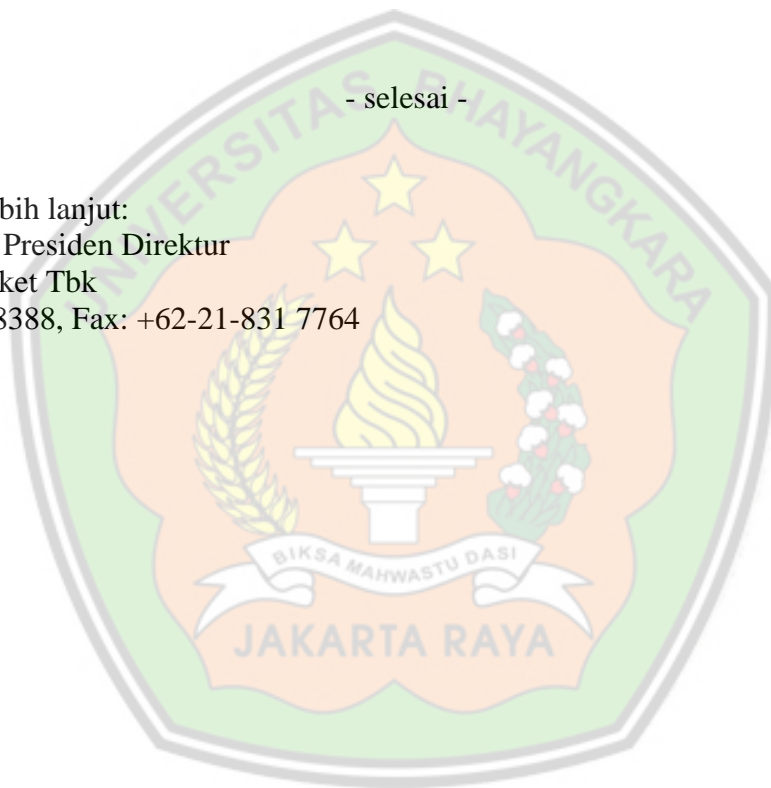 - selesai -
bih lanjut:
Presiden Direktur
ket Tbk
8388, Fax: +62-21-831 7764
UNIVERSITAS BHAYANGKARA
BIKSA MAHWASTU DASI
JAKARTA RAYA